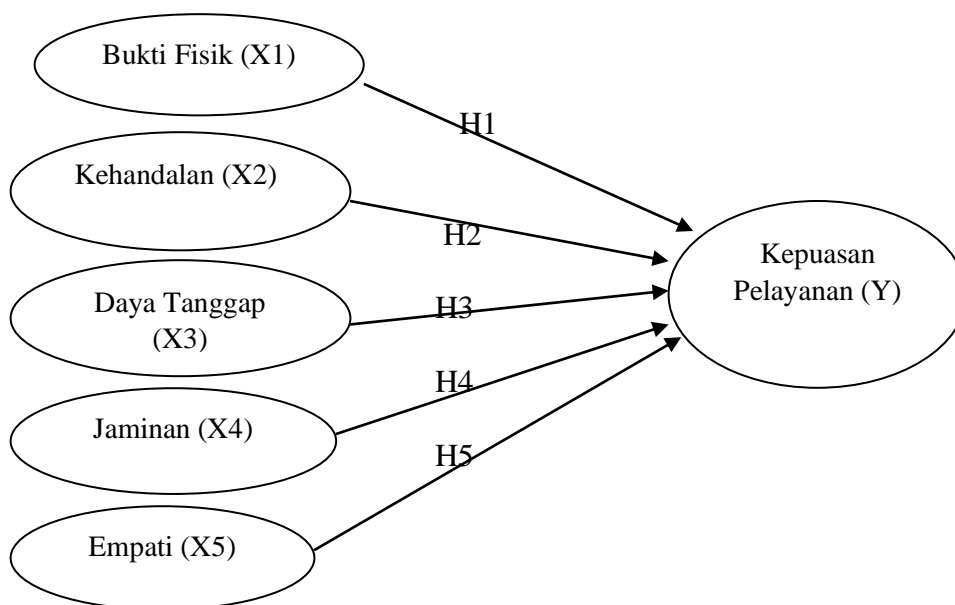 Bukti Fisik (X1)
H1
Kehandalan (X2)
H2
Daya Tanggap
(X3)
H3
Kepuasan
Pelayanan (Y)
Jaminan (X4)
H4
Empati (X5)
H5